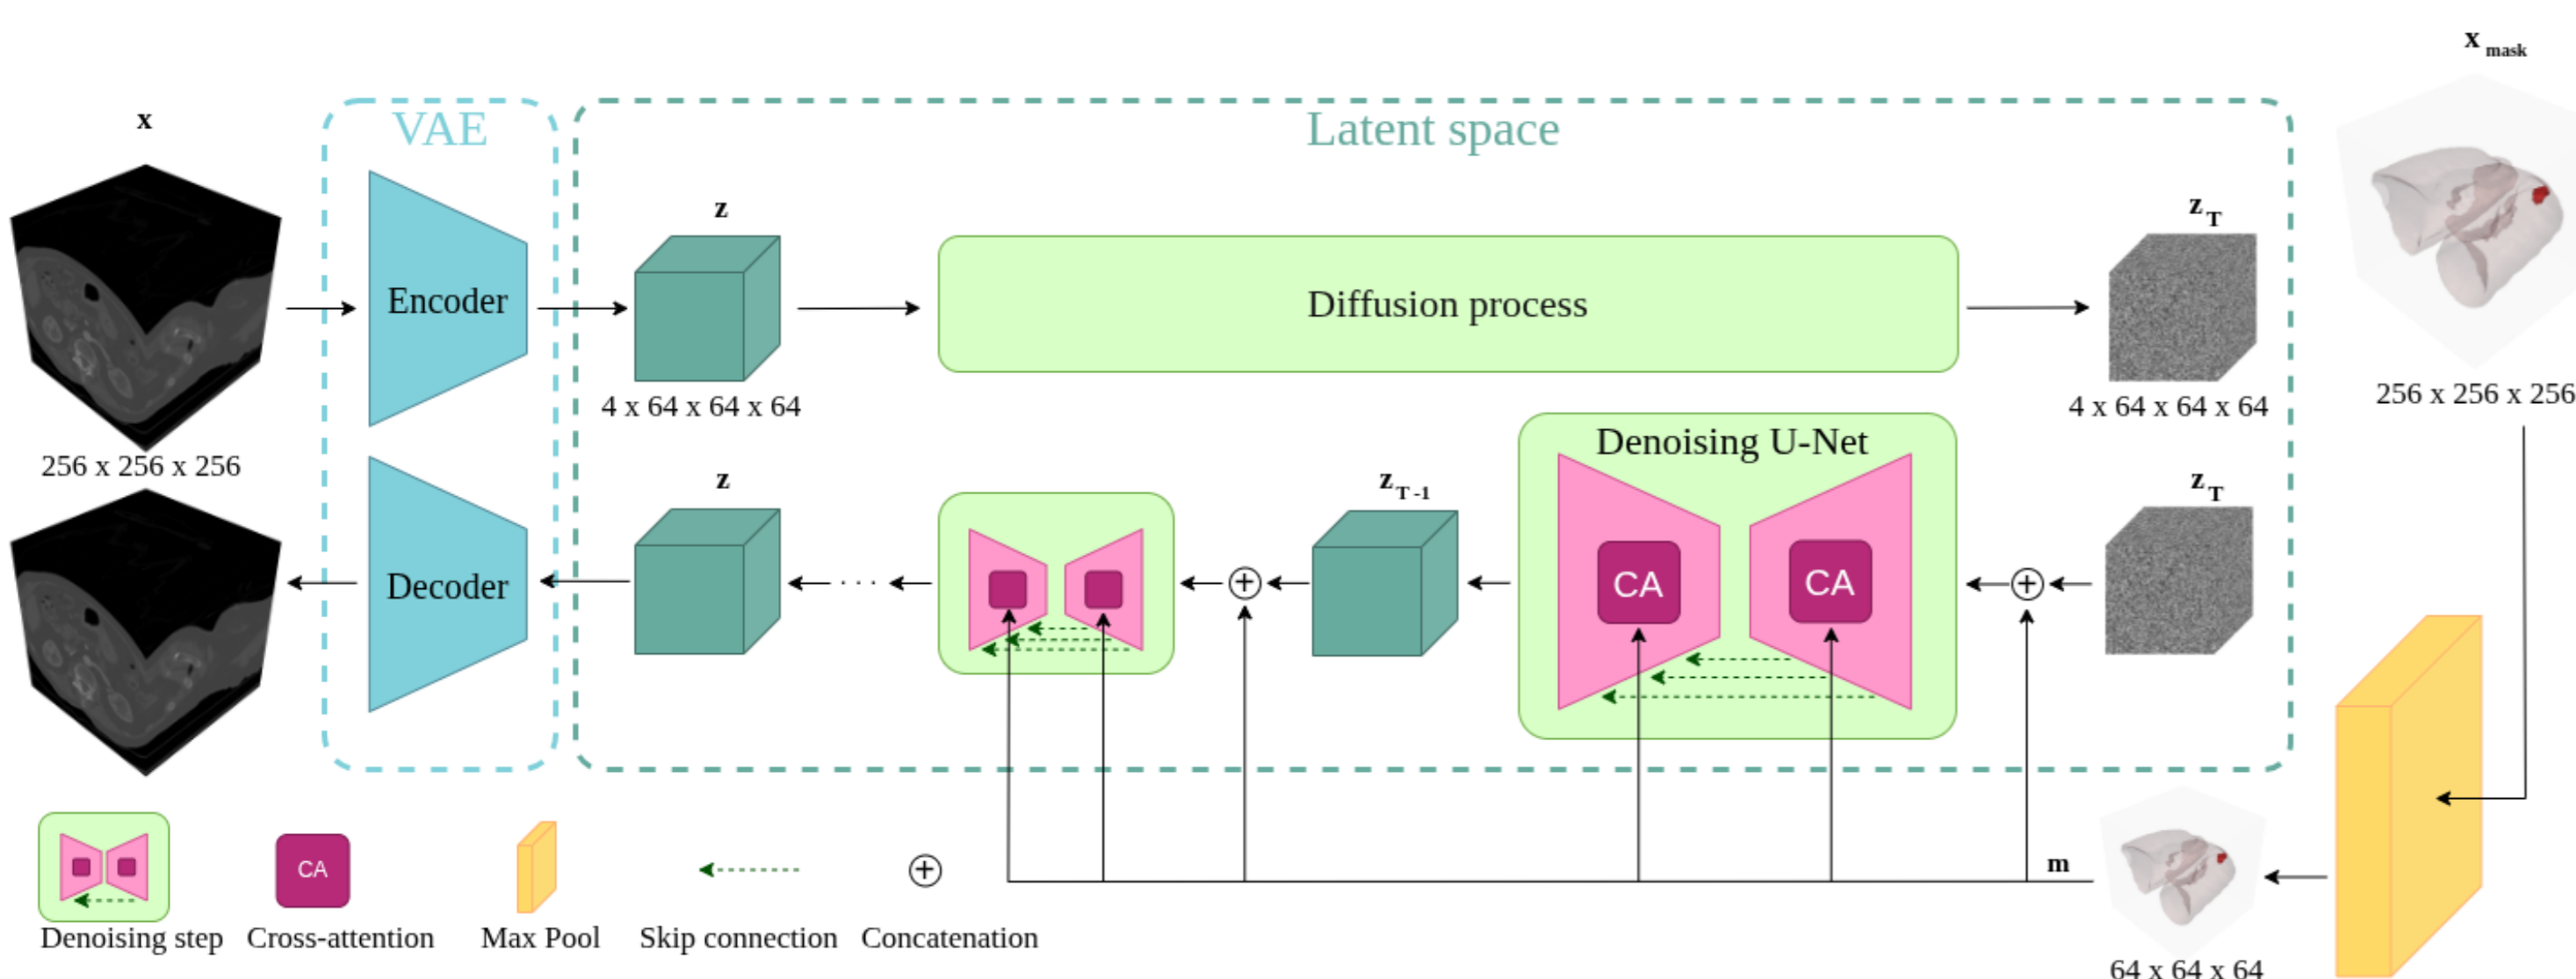 x
256 x 256 x 256
VAE
Encoder
Decoder
Latent space
z
4 x 64 x 64 x 64
Diffusion process
z T
4 x 64 x 64 x 64
x mask
256 x 256 x 256
z
z T-1
Denoising U-Net
CA
CA
z T
m
64 x 64 x 64
CA
Denoising step
Cross-attention
Max Pool
Skip connection
Concatenation